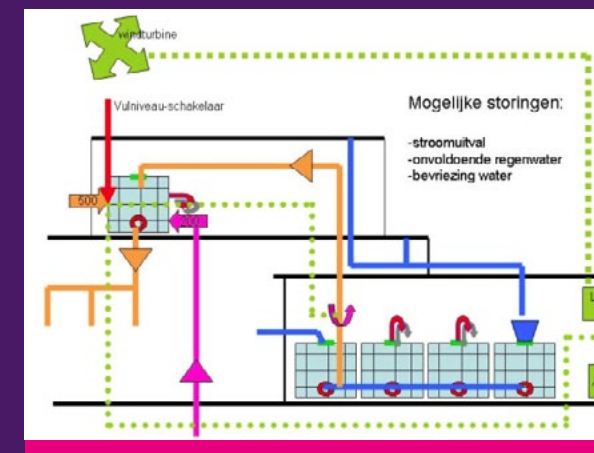 windturbine
Vulniveau-schakelaar
Mogelijke storingen:
-stroomuitval
-onvoldoende regenwater
-bevriezing water
500